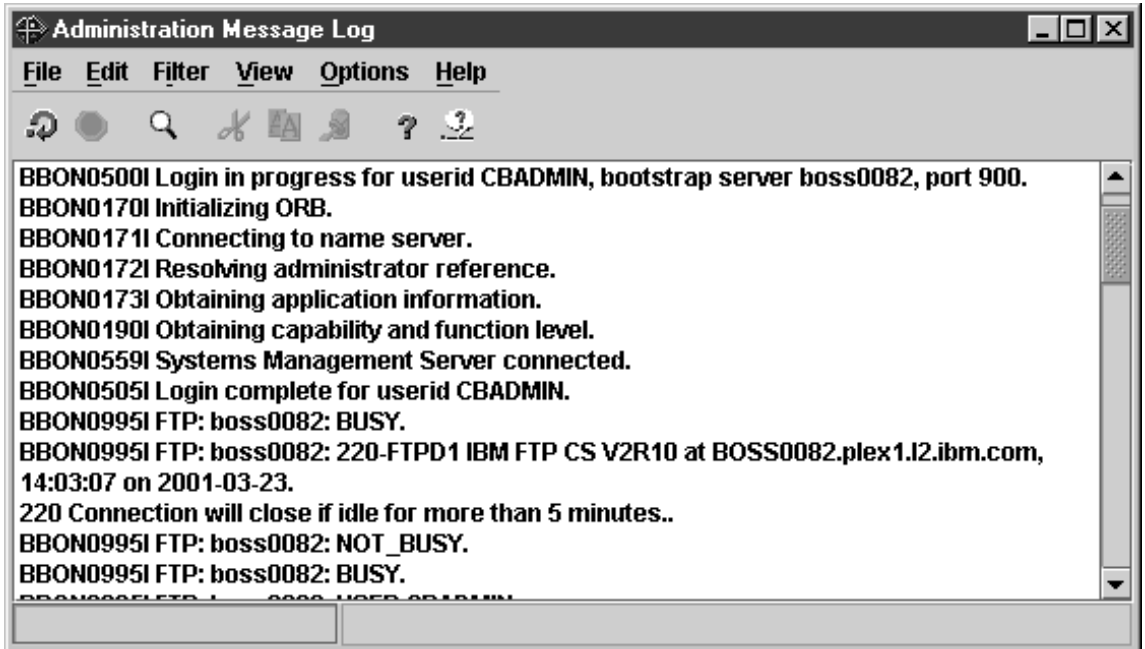 Administration Message Log
File Edit Filter View Options Help
BBON0500I Login in progress for userid CBADMIN, bootstrap server boss0082, port 900.
BBON0170I Initializing ORB.
BBON0171I Connecting to name server.
BBON0172I Resolving administrator reference.
BBON0173I Obtaining application information.
BBON0190I Obtaining capability and function level.
BBON0559I Systems Management Server connected.
BBON0505I Login complete for userid CBADMIN.
BBON0995I FTP: boss0082: BUSY.
BBON0995I FTP: boss0082: 220-FTPD1 IBM FTP CS V2R10 at BOSS0082.plex1.l2.ibm.com,
14:03:07 on 2001-03-23.
220 Connection will close if idle for more than 5 minutes..
BBON0995I FTP: boss0082: NOT_BUSY.
BBON0995I FTP: boss0082: BUSY.